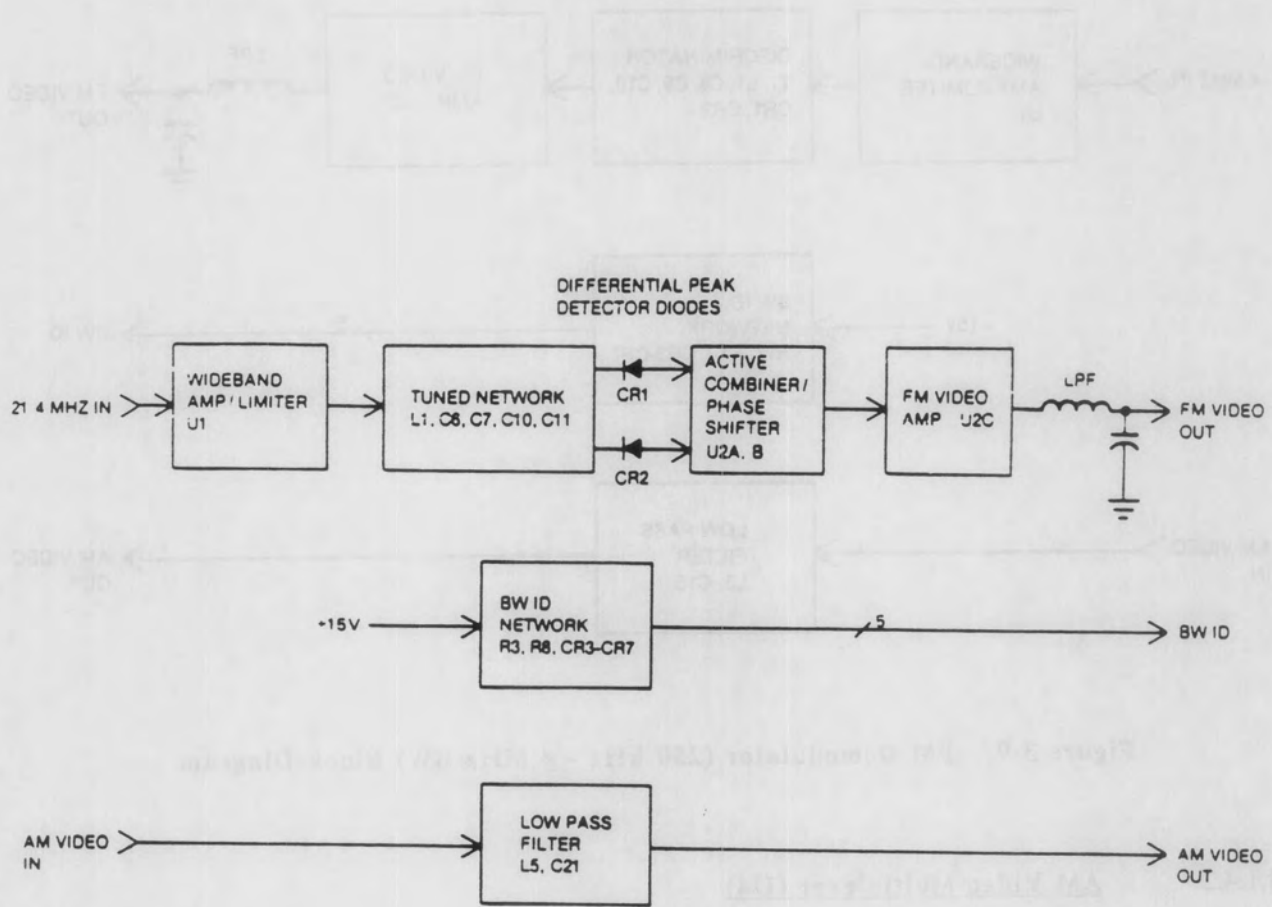 DIFFERENTIAL PEAK
DETECTOR DIODES
21.4 MHZ IN
WIDEBAND
AMP/LIMITER
U1
TUNED NETWORK
L1, C6, C7, C10, C11
CR1
CR2
ACTIVE
COMBINER/
PHASE
SHIFTER
U2A, B
FM VIDEO
AMP U2C
LPF
FM VIDEO
OUT
+15V
BW ID
NETWORK
R3, R8, CR3-CR7
5
BW ID
AM VIDEO
IN
LOW PASS
FILTER
L5, C21
AM VIDEO
OUT